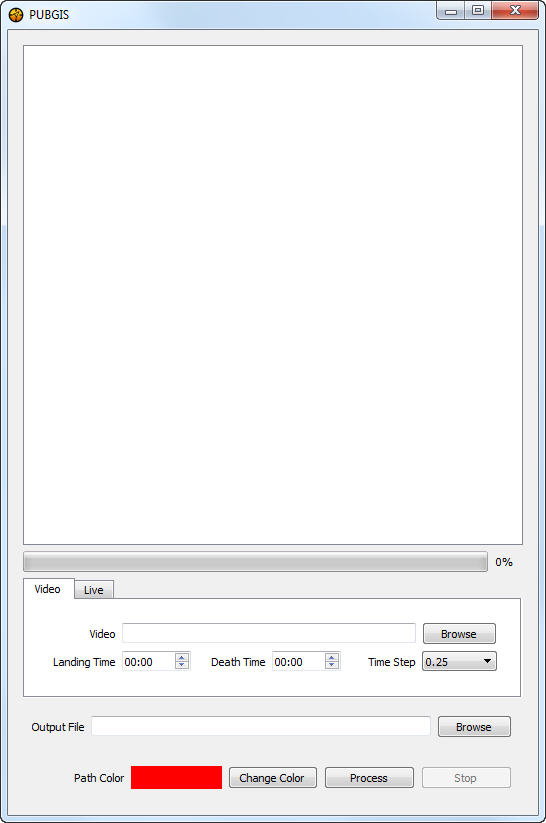 PUBGIS
0%
Video Live
Video Browse
Landing Time 00:00 Death Time 00:00 Time Step 0.25
Output File Browse
Path Color Change Color Process Stop